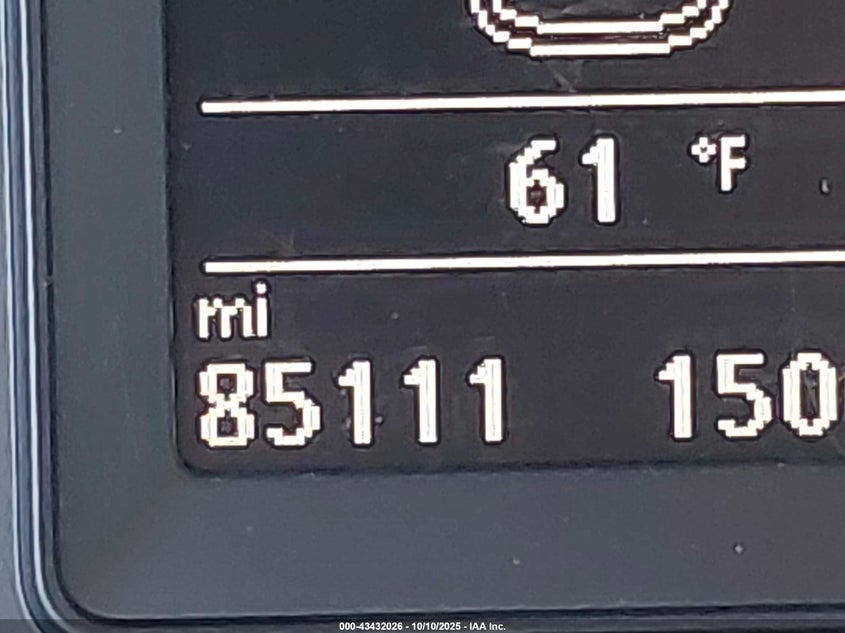 61 °F
mi
85111 150
000-43432026 - 10/10/2025 - IAA Inc.